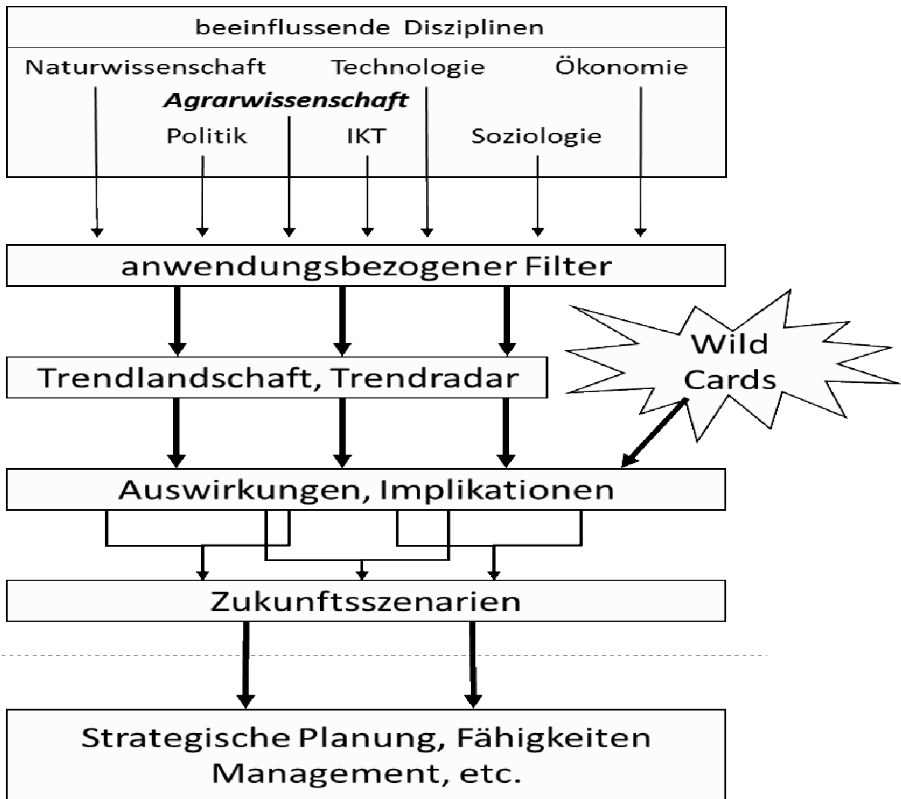 beeinflussende Disziplinen
Naturwissenschaft Technologie Ökonomie
Agrarwissenschaft
Politik IKT Soziologie
anwendungsbezogener Filter
Wild
Cards
Trendlandschaft, Trendradar
Auswirkungen, Implikationen
Zukunftsszenarien
Strategische Planung, Fähigkeiten
Management, etc.